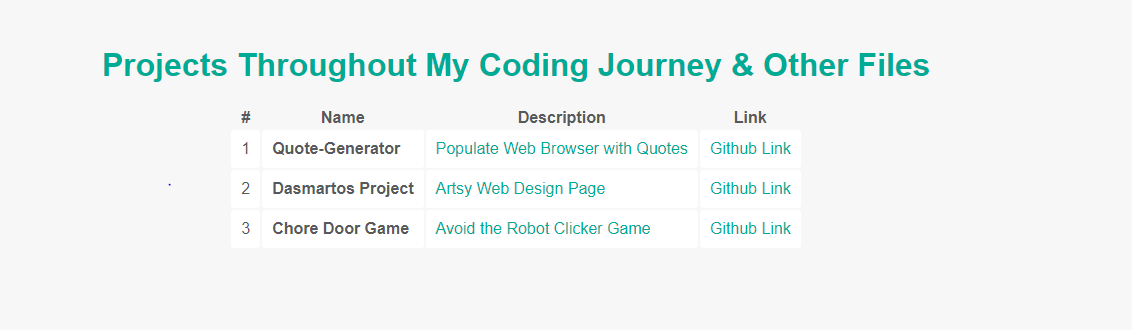 Projects Throughout My Coding Journey & Other Files
# Name Description Link
1 Quote-Generator Populate Web Browser with Quotes Github Link
2 Dasmartos Project Artsy Web Design Page Github Link
3 Chore Door Game Avoid the Robot Clicker Game Github Link